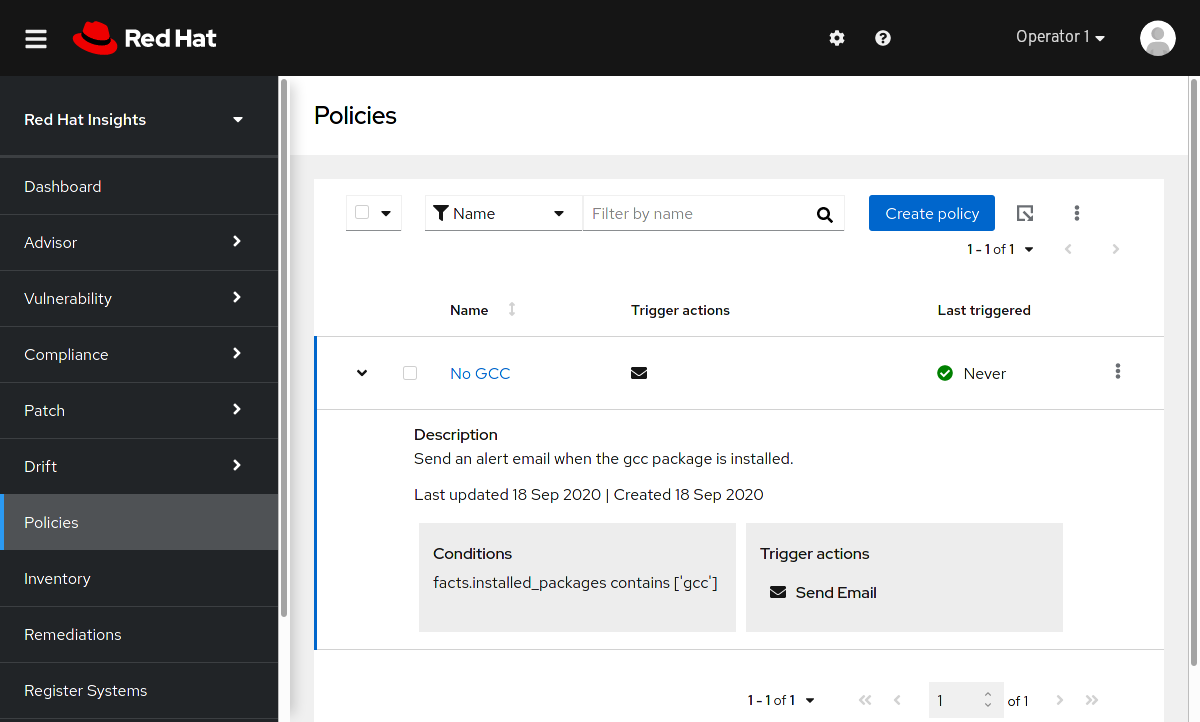 Red Hat
Operator 1
Red Hat Insights
Dashboard
Advisor
Vulnerability
Compliance
Patch
Drift
Policies
Inventory
Remediations
Register Systems
Policies
Name
Filter by name
Create policy
1 - 1 of 1
Name Trigger actions Last triggered
No GCC Never
Description
Send an alert email when the gcc package is installed.
Last updated 18 Sep 2020 | Created 18 Sep 2020
Conditions
facts.installed_packages contains ['gcc']
Trigger actions
Send Email
1 - 1 of 1 1 of 1